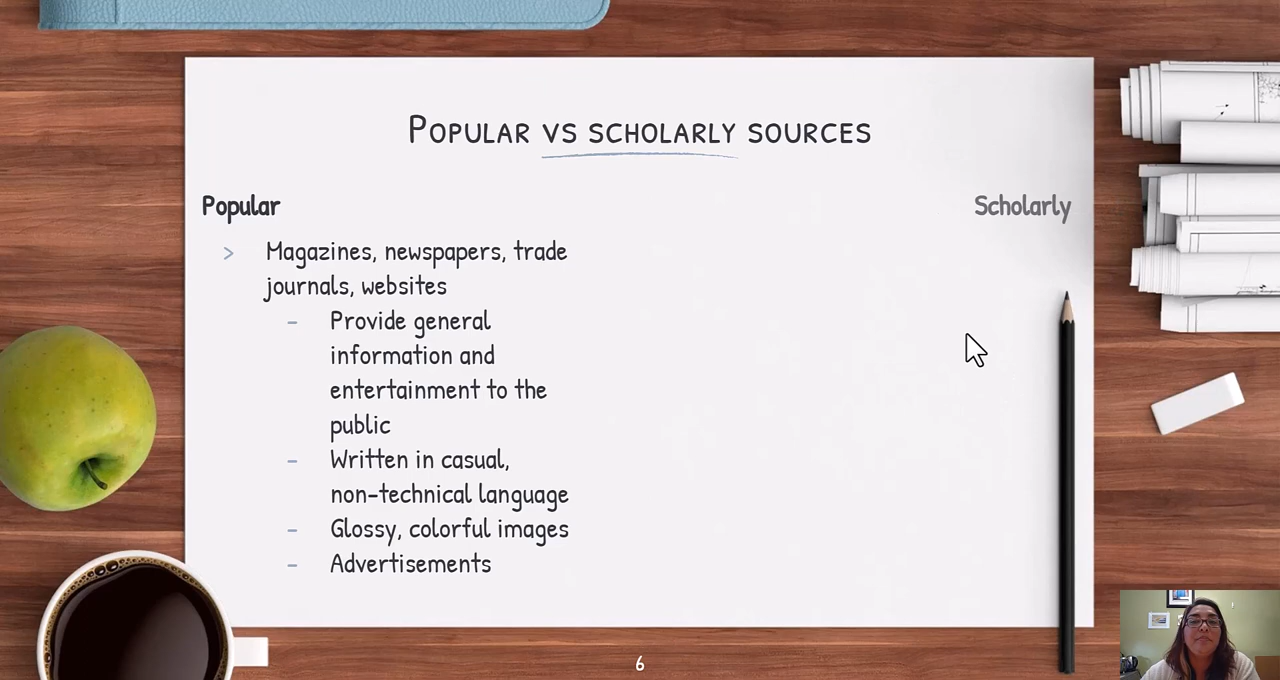 Popular vs scholarly sources
Popular
Scholarly
> Magazines, newspapers, trade
journals, websites
- Provide general
information and
entertainment to the
public
- Written in casual,
non-technical language
- Glossy, colorful images
- Advertisements
6